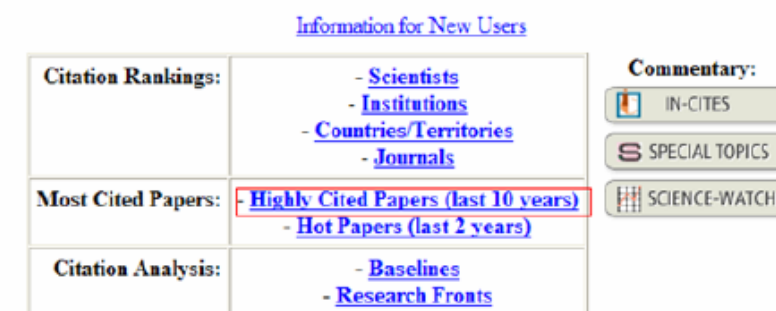 Information for New Users
Citation Rankings:
- Scientists
- Institutions
- Countries/Territories
- Journals
Most Cited Papers:
- Highly Cited Papers (last 10 years)
- Hot Papers (last 2 years)
Citation Analysis:
- Baselines
- Research Fronts
Commentary:
IN-CITES
SPECIAL TOPICS
SCIENCE-WATCH